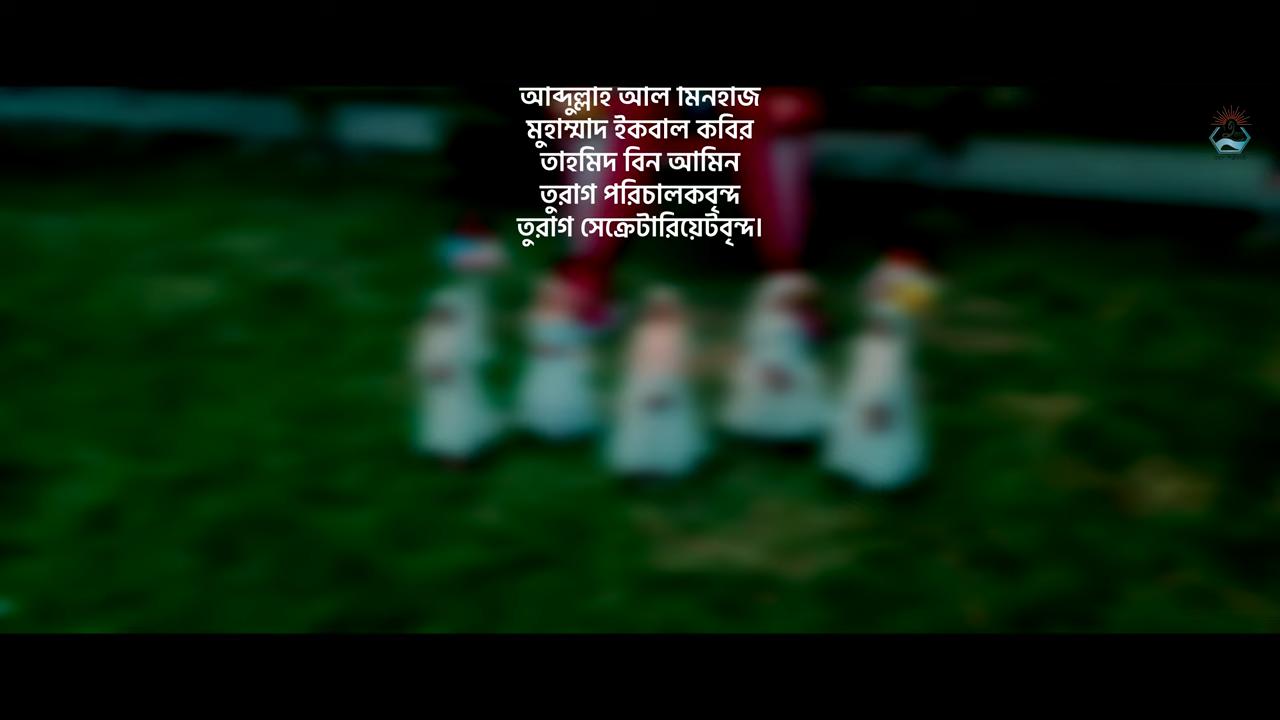 আব্দুল্লাহ আল মিনহাজ
মুহাম্মাদ ইকবাল কবির
তাহমিদ বিন আমিন
তুরাগ পরিচালকবৃন্দ
তুরাগ সেক্রেটারিয়েটবৃন্দ।